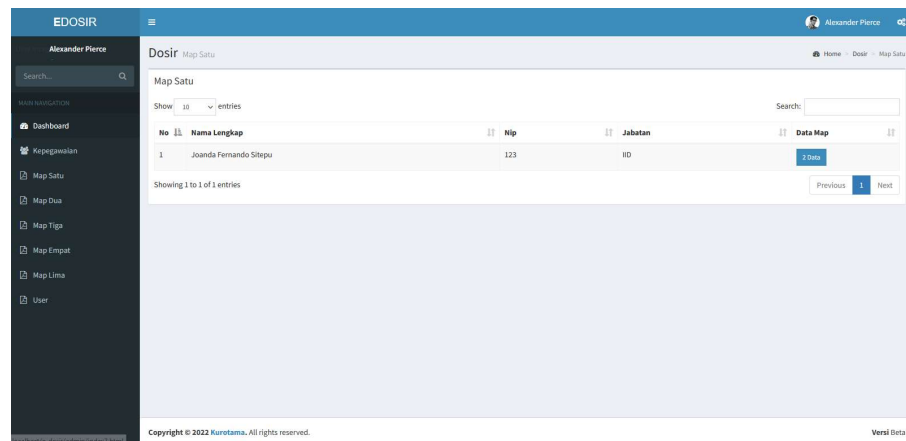 EDOSIR
Alexander Pierce
Alexander Pierce
Search...
MAIN NAVIGATION
Dashboard
Kepegawaian
Map Satu
Map Dua
Map Tiga
Map Empat
Map Lima
User
Dosir Map Satu
Home > Dosir > Map Satu
Map Satu
Show 10 entries
Search:
No Nama Lengkap Nip Jabatan Data Map
1 Joanda Fernando Sitepu 123 IID 2 Data
Showing 1 to 1 of 1 entries
Previous 1 Next
Copyright © 2022 Kurotama. All rights reserved.
Versi Beta